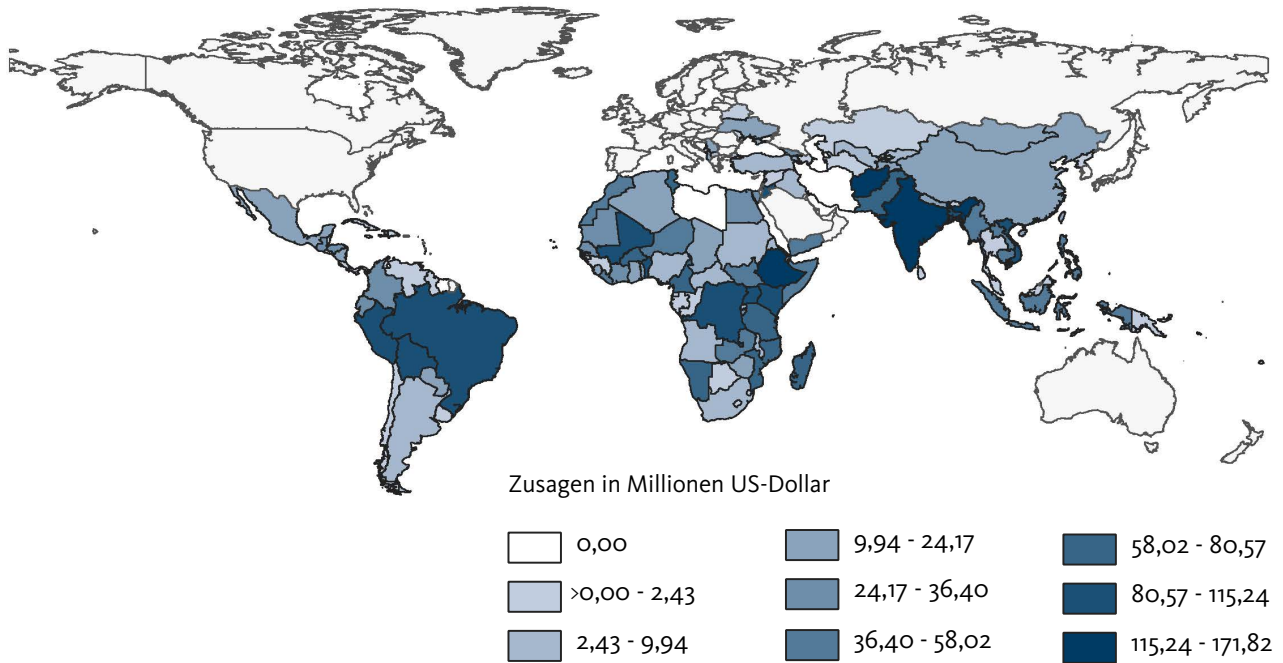 Zusagen in Millionen US-Dollar
0,00
>0,00 - 2,43
2,43 - 9,94
9,94 - 24,17
24,17 - 36,40
36,40 - 58,02
58,02 - 80,57
80,57 - 115,24
115,24 - 171,82